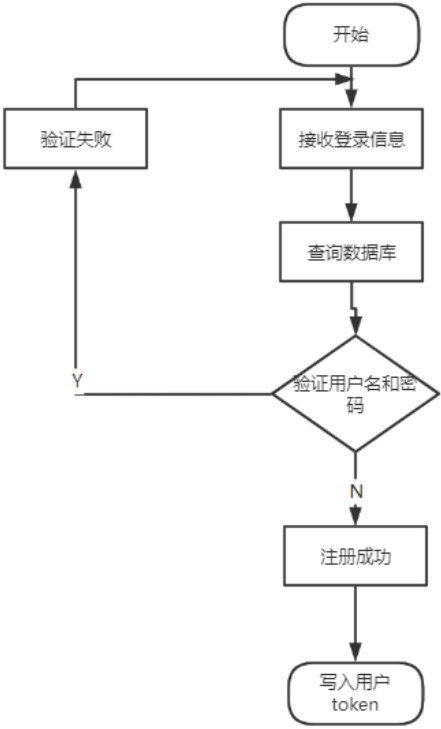 开始
验证失败
接收登录信息
查询数据库
验证用户名和密
码
Y
N
注册成功
写入用户
token